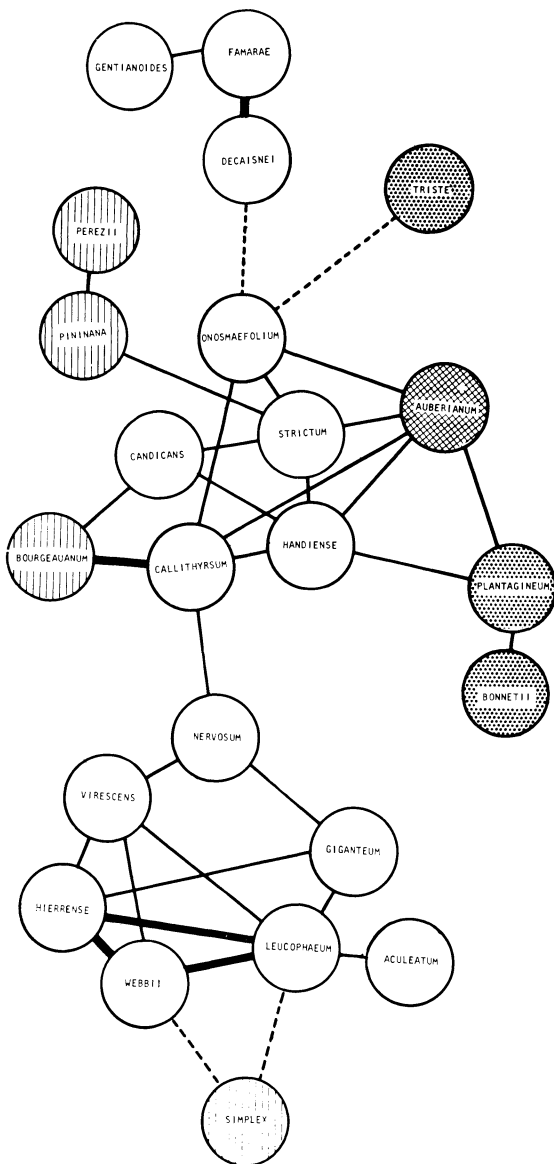 FAMARAE
GENTIANOIDES
DECAISNEI
TRISTE
PEREZII
PININANA
ONOSMAEFOLIUM
AUBERIANUM
STRICTUM
CANDICANS
HANDIENSE
BOURGEAUANUM
CALLITHYRSUM
PLANTAGINEUM
BONNETII
NERVOSUM
VIRESCENS
GIGANTEUM
HIERRENSE
LEUCOPHAEUM
ACULEATUM
WEBBII
SIMPLEX